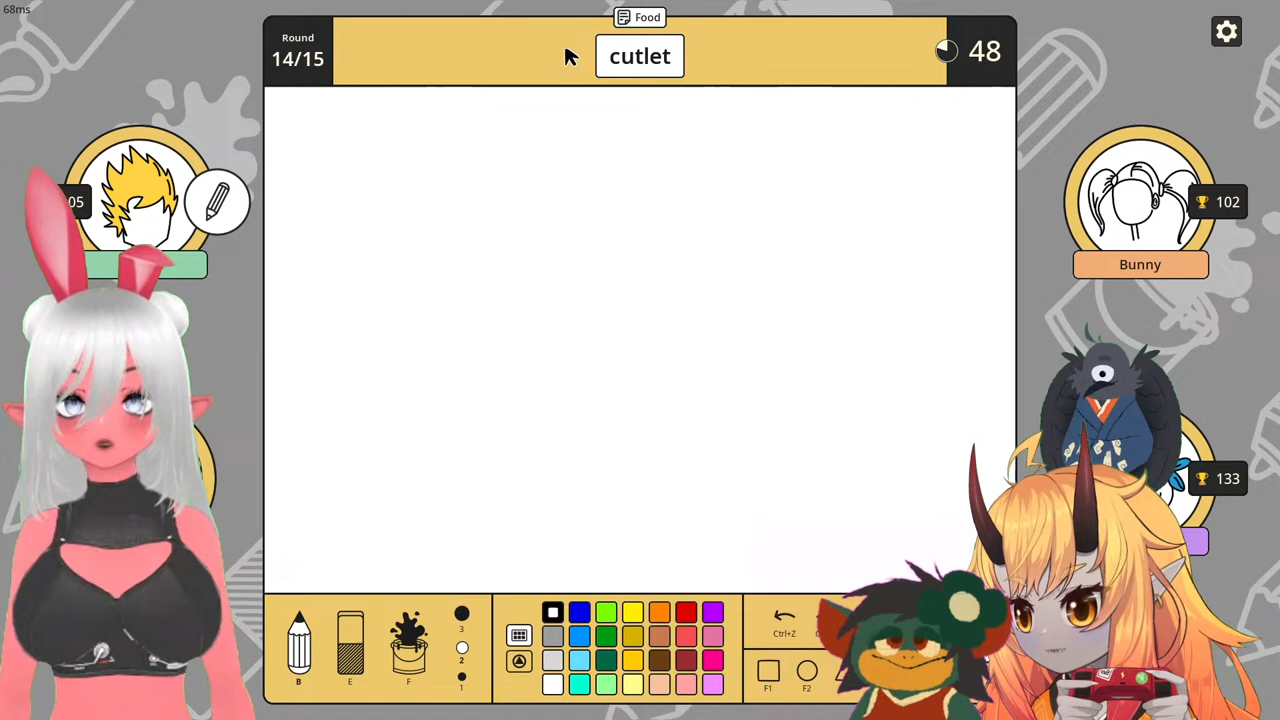 68ms
Food
Round
14/15
cutlet
48
05
102
Bunny
133
3
2
1
B
E
F
Ctrl+Z
F1
F2